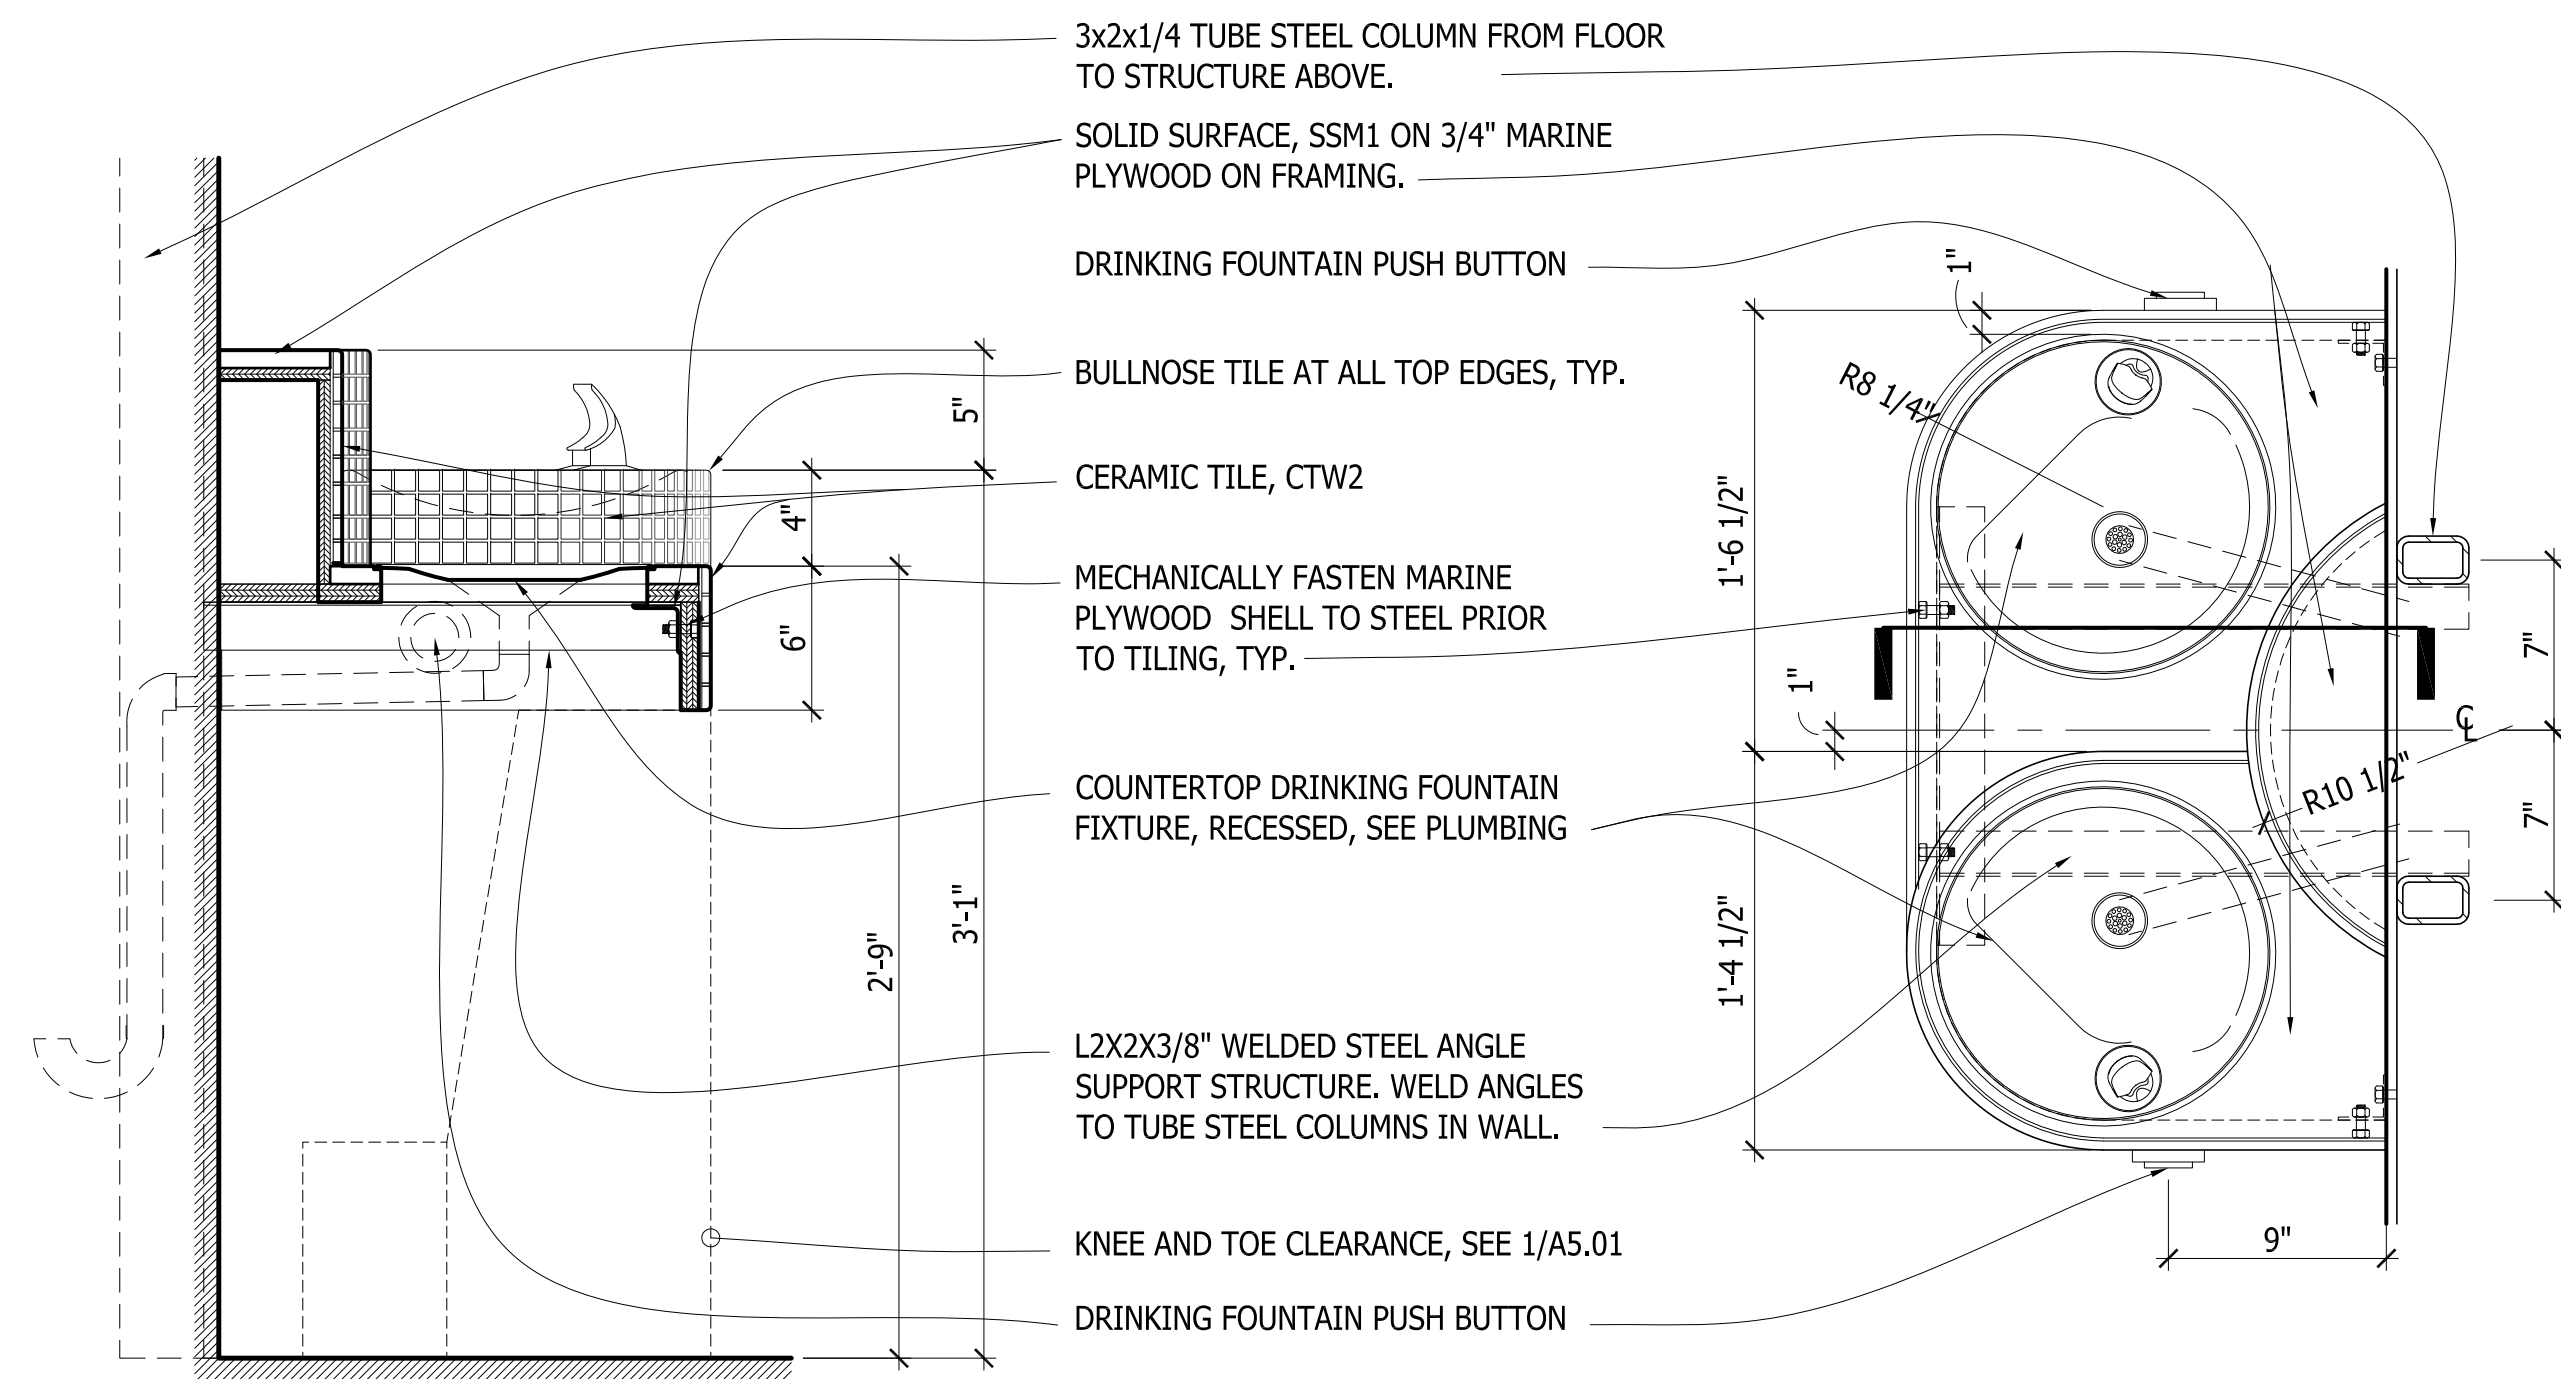 3x2x1/4 TUBE STEEL COLUMN FROM FLOOR
TO STRUCTURE ABOVE.
SOLID SURFACE, SSM1 ON 3/4" MARINE
PLYWOOD ON FRAMING.
DRINKING FOUNTAIN PUSH BUTTON
BULLNOSE TILE AT ALL TOP EDGES, TYP.
CERAMIC TILE, CTW2
MECHANICALLY FASTEN MARINE
PLYWOOD SHELL TO STEEL PRIOR
TO TILING, TYP.
COUNTERTOP DRINKING FOUNTAIN
FIXTURE, RECESSED, SEE PLUMBING
L2X2X3/8" WELDED STEEL ANGLE
SUPPORT STRUCTURE. WELD ANGLES
TO TUBE STEEL COLUMNS IN WALL.
KNEE AND TOE CLEARANCE, SEE 1/A5.01
DRINKING FOUNTAIN PUSH BUTTON
5"
4"
6"
2'-9"
3'-1"
1"
R8 1/4"
1'-6 1/2"
1"
1'-4 1/2"
7"
CL
R10 1/2"
7"
9"